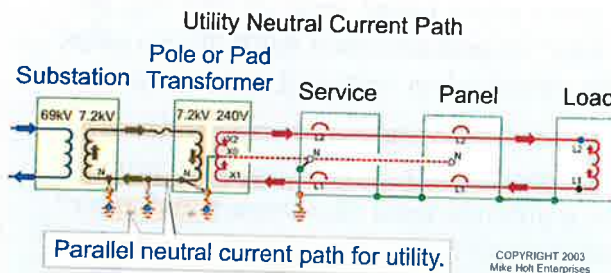 Utility Neutral Current Path
Pole or Pad
Transformer
Substation
Service
Panel
Load
69kV 7.2kV
7.2kV 240V
X2
X0
X1
N
N
L2
N
L1
L2
N
L1
L2
L1
Parallel neutral current path for utility.
COPYRIGHT 2003
Mike Holt Enterprises